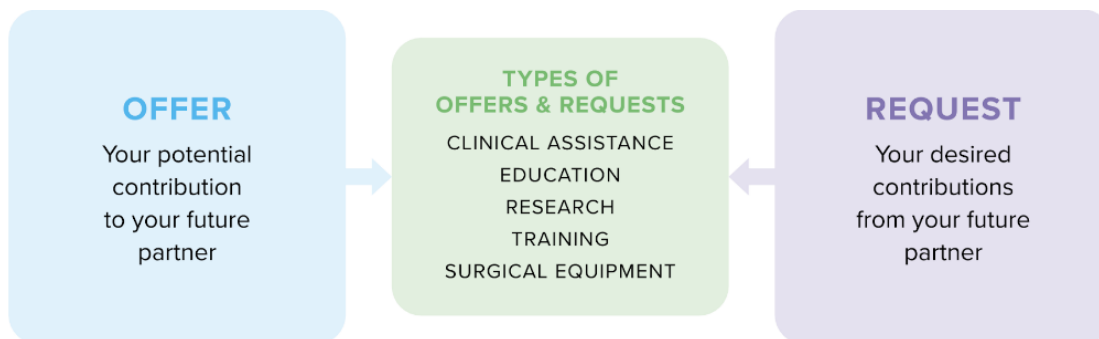 OFFER
Your potential
contribution
to your future
partner
TYPES OF
OFFERS & REQUESTS
CLINICAL ASSISTANCE
EDUCATION
RESEARCH
TRAINING
SURGICAL EQUIPMENT
REQUEST
Your desired
contributions
from your future
partner